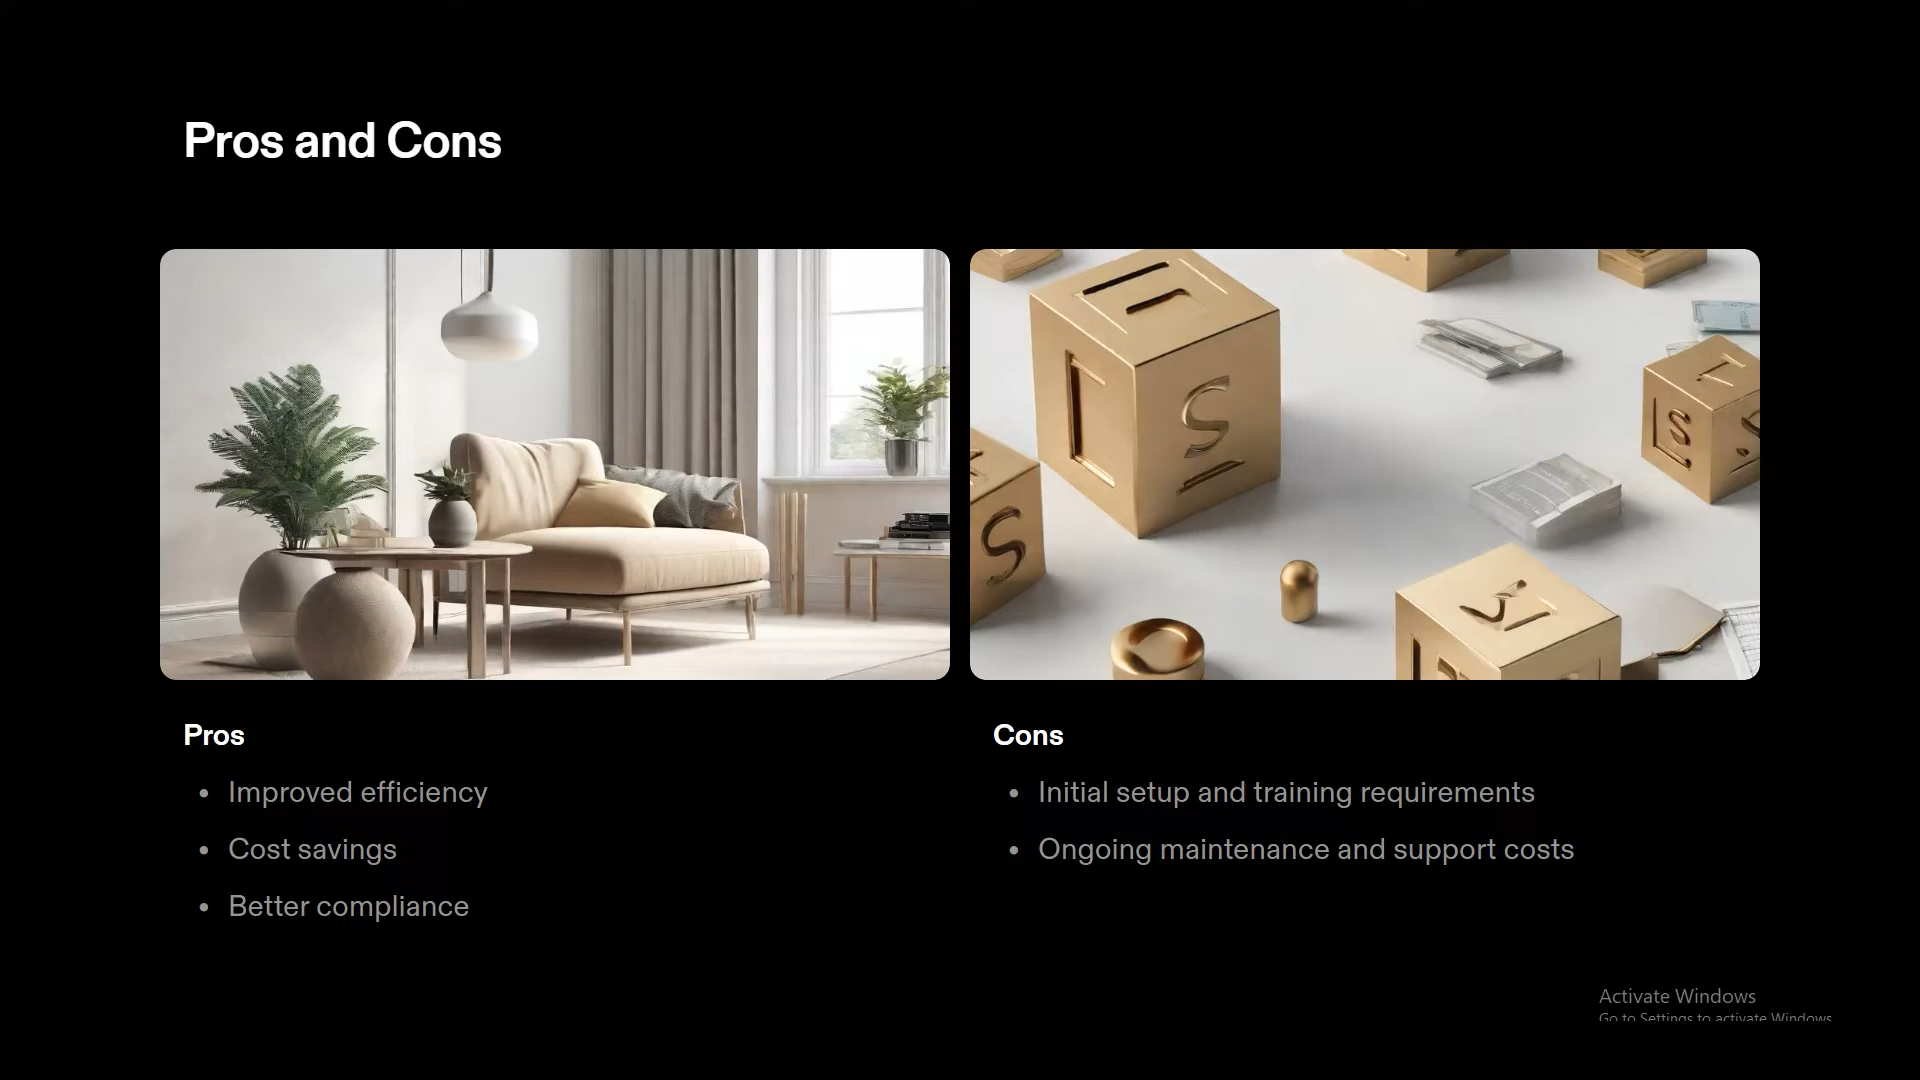 Pros and Cons
Pros
Improved efficiency
Cost savings
Better compliance
Cons
Initial setup and training requirements
Ongoing maintenance and support costs
Activate Windows
Go to Settings to activate Windows